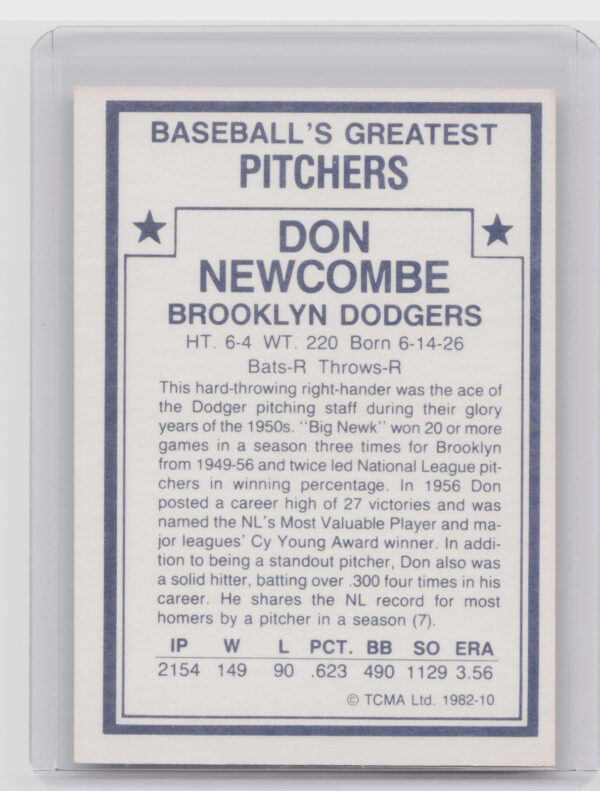 BASEBALL'S GREATEST
PITCHERS
DON
NEWCOMBE
BROOKLYN DODGERS
HT. 6-4 WT. 220 Born 6-14-26
Bats-R Throws-R
This hard-throwing right-hander was the ace of
the Dodger pitching staff during their glory
years of the 1950s. "Big Newk" won 20 or more
games in a season three times for Brooklyn
from 1949-56 and twice led National League pit-
chers in winning percentage. In 1956 Don
posted a career high of 27 victories and was
named the NL's Most Valuable Player and ma-
jor leagues' Cy Young Award winner. In addi-
tion to being a standout pitcher, Don also was
a solid hitter, batting over .300 four times in his
career. He shares the NL record for most
homers by a pitcher in a season (7).
IP W L PCT. BB SO ERA
2154 149 90 .623 490 1129 3.56
© TCMA Ltd. 1982-10